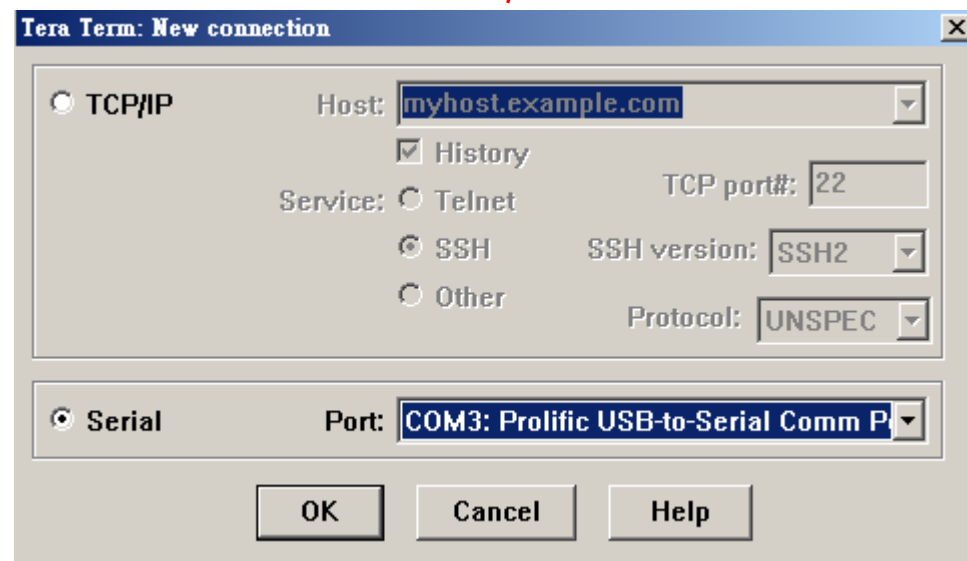 Tera Term: New connection
TCP/IP Host: myhost.example.com
History
Service: Telnet TCP port#: 22
SSH SSH version: SSH2
Other Protocol: UNSPEC
Serial Port: COM3: Prolific USB-to-Serial Comm
OK Cancel Help